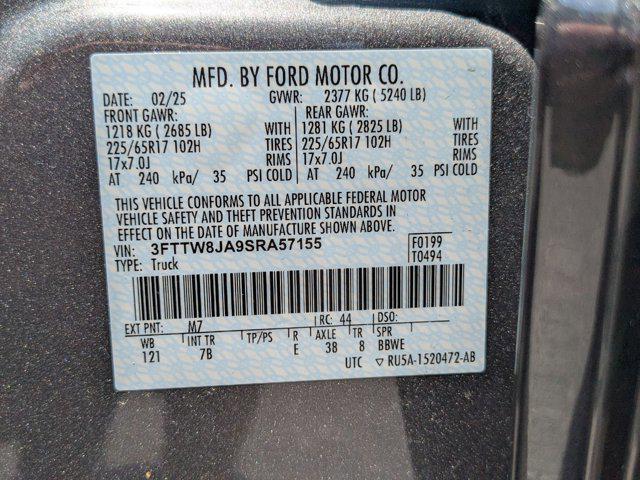 MFD. BY FORD MOTOR CO.
DATE: 02/25 GVWR: 2377 KG ( 5240 LB)
FRONT GAWR: REAR GAWR:
1218 KG ( 2685 LB) WITH 1281 KG ( 2825 LB) WITH
225/65R17 102H TIRES 225/65R17 102H TIRES
17x7.0J RIMS 17x7.0J RIMS
AT 240 kPa/ 35 PSI COLD AT 240 kPa/ 35 PSI COLD
THIS VEHICLE CONFORMS TO ALL APPLICABLE FEDERAL MOTOR
VEHICLE SAFETY AND THEFT PREVENTION STANDARDS IN
EFFECT ON THE DATE OF MANUFACTURE SHOWN ABOVE.
VIN: 3FTTW8JA9SRA57155 F0199
TYPE: Truck T0494
EXT PNT: M7 RC: 44 DSO:
WB INT TR TP/PS R AXLE TR SPR
121 7B E 38 8 BBWE
UTC ▽ RU5A-1520472-AB